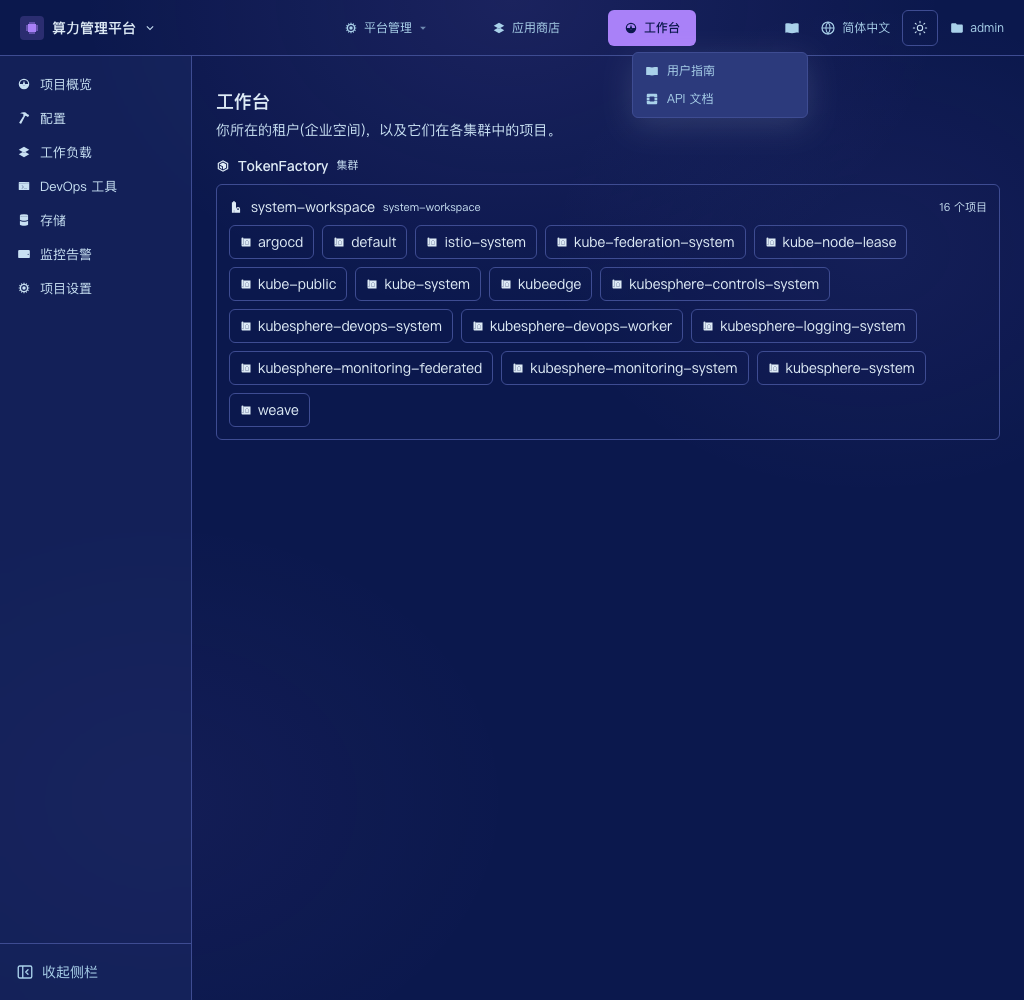 算力管理平台
平台管理
应用商店
工作台
简体中文
admin
用户指南
API 文档
项目概览
配置
工作负载
DevOps 工具
存储
监控告警
项目设置
收起侧栏
工作台
你所在的租户(企业空间)，以及它们在各集群中的项目。
TokenFactory 集群
system-workspace system-workspace 16 个项目
argocd default istio-system kube-federation-system kube-node-lease
kube-public kube-system kubeedge kubesphere-controls-system
kubesphere-devops-system kubesphere-devops-worker kubesphere-logging-system
kubesphere-monitoring-federated kubesphere-monitoring-system kubesphere-system
weave